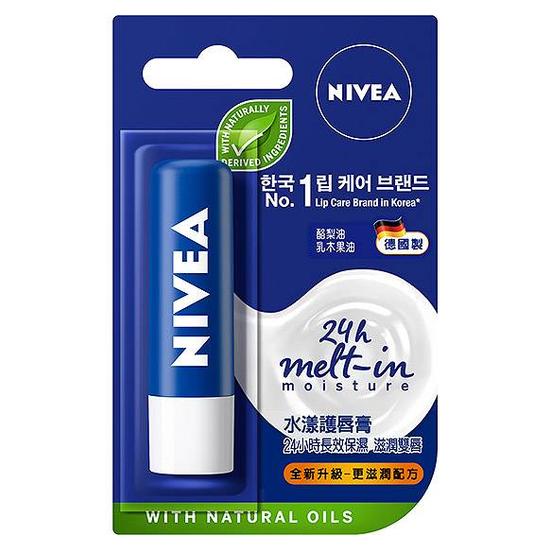 NIVEA
WITH NATURALLY
DERIVED INGREDIENTS
한국 No. 1 립 케어 브랜드
Lip Care Brand in Korea*
酪梨油
乳木果油
德國製
NIVEA
24h
melt-in
moisture
水漾護唇膏
24小時長效保濕 滋潤雙唇
全新升級-更滋潤配方
WITH NATURAL OILS